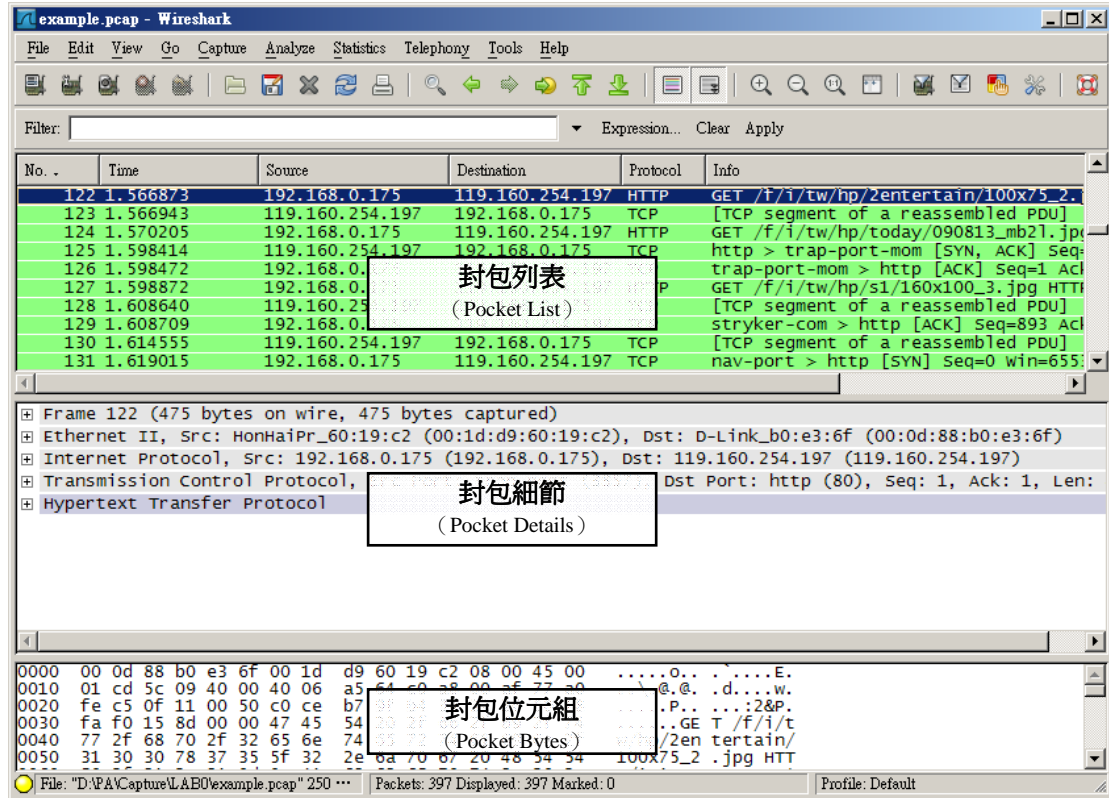 example.pcap - Wireshark
File Edit View Go Capture Analyze Statistics Telephony Tools Help
Filter: Expression... Clear Apply
No. . Time Source Destination Protocol Info
122 1.566873 192.168.0.175 119.160.254.197 HTTP GET /f/i/tw/hp/2entertain/100x75_2.
123 1.566943 119.160.254.197 192.168.0.175 TCP [TCP segment of a reassembled PDU]
124 1.570205 192.168.0.175 119.160.254.197 HTTP GET /f/i/tw/hp/today/090813_mb2l.jpg
125 1.598414 119.160.254.197 192.168.0.175 TCP http > trap-port-mom [SYN, ACK] Seq=
126 1.598472 192.168.0. trap-port-mom > http [ACK] Seq=1 Ack
127 1.598872 192.168.0. GET /f/i/tw/hp/s1/160x100_3.jpg HTTP
128 1.608640 119.160.25 [TCP segment of a reassembled PDU]
129 1.608709 192.168.0. stryker-com > http [ACK] Seq=893 Ack
130 1.614555 119.160.254.197 192.168.0.175 TCP [TCP segment of a reassembled PDU]
131 1.619015 192.168.0.175 119.160.254.197 TCP nav-port > http [SYN] Seq=0 Win=655
封包列表
(Pocket List)
Frame 122 (475 bytes on wire, 475 bytes captured)
Ethernet II, Src: HonHaiPr_60:19:c2 (00:1d:d9:60:19:c2), Dst: D-Link_b0:e3:6f (00:0d:88:b0:e3:6f)
Internet Protocol, Src: 192.168.0.175 (192.168.0.175), Dst: 119.160.254.197 (119.160.254.197)
Transmission Control Protocol, Dst Port: http (80), Seq: 1, Ack: 1, Len:
Hypertext Transfer Protocol
封包細節
(Pocket Details)
0000 00 0d 88 b0 e3 6f 00 1d d9 60 19 c2 08 00 45 00 .....o.. .`....E.
0010 01 cd 5c 09 40 00 40 06 a5 64 c0 a8 00 af 77 a0 ..\.@.@. .d....w.
0020 fe c5 0f 11 00 50 c0 ce b7 .....P.. ....:2&P.
0030 fa f0 15 8d 00 00 47 45 54 ......GE T /f/i/t
0040 77 2f 68 70 2f 32 65 6e 74 w/hp/2en tertain/
0050 31 30 30 78 37 35 5f 32 2e 6a 70 67 20 48 54 54 100x75_2 .jpg HTT
封包位元組
(Pocket Bytes)
File: "D:\PA\Capture\LAB0\example.pcap" 250 ··· Packets: 397 Displayed: 397 Marked: 0 Profile: Default